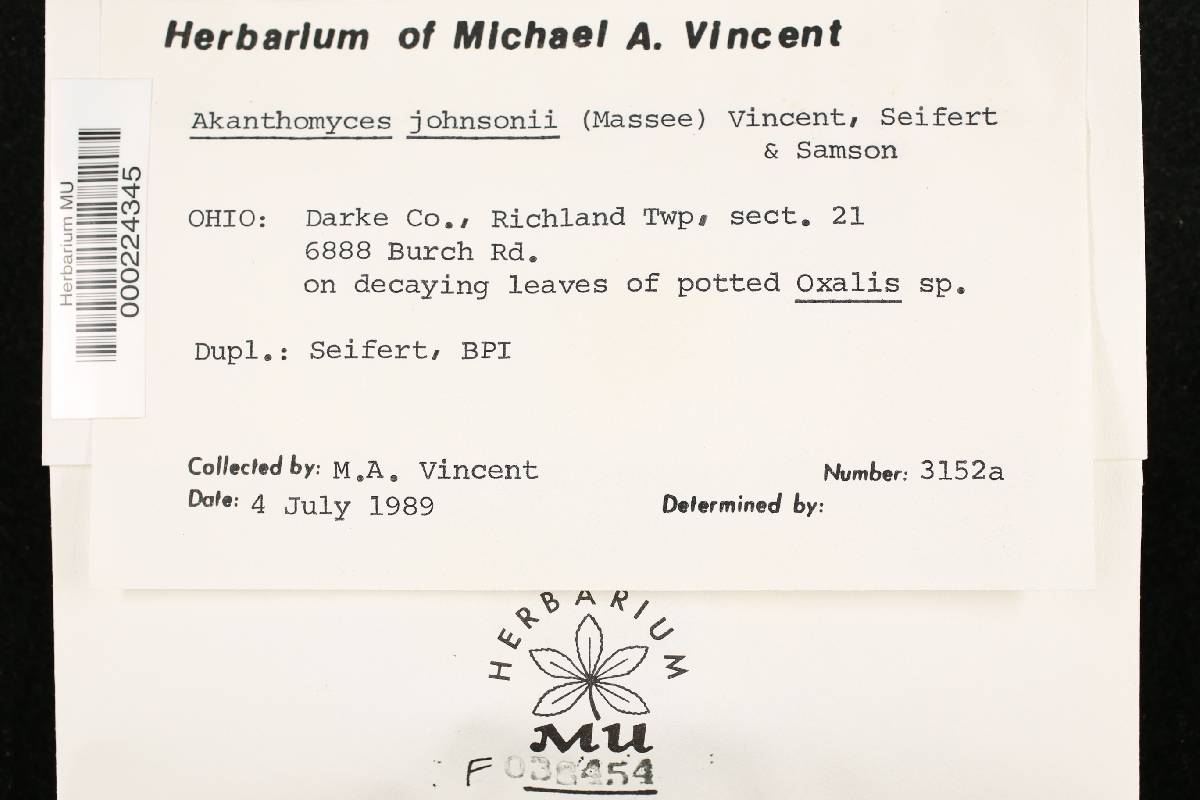 Herbarium of Michael A. Vincent
Akanthomyces johnsonii (Massee) Vincent, Seifert
& Samson
OHIO: Darke Co., Richland Twp, sect. 21
6888 Burch Rd.
on decaying leaves of potted Oxalis sp.
Dupl.: Seifert, BPI
Collected by: M.A. Vincent Number: 3152a
Date: 4 July 1989 Determined by:
Herbarium MU
000224345
HERBARIUM
MU
F